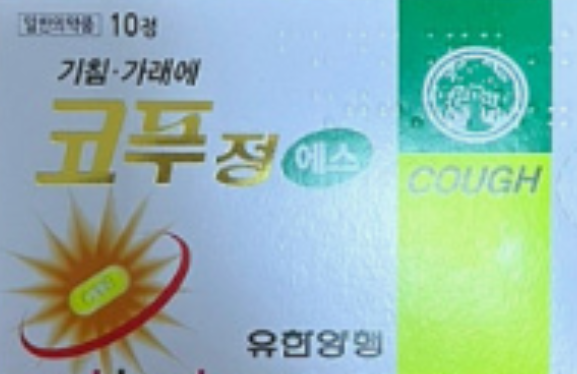 일반의약품 10정
기침·가래에
코푸정 에스
COUGH
유한양행